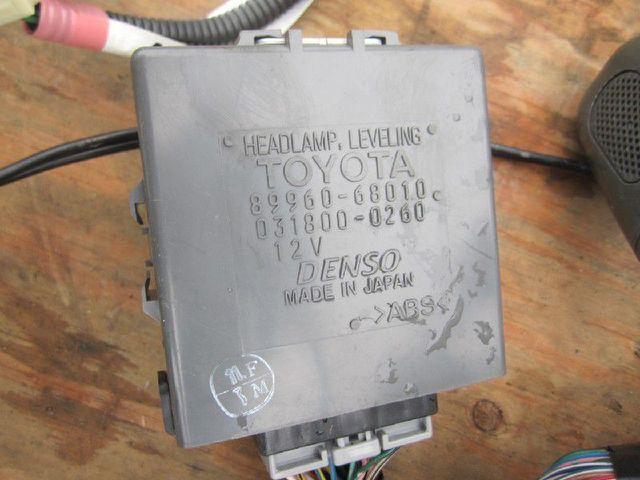 HEADLAMP, LEVELING
TOYOTA
89960-68010
031800-0260
12V
DENSO
MADE IN JAPAN
>ABS<